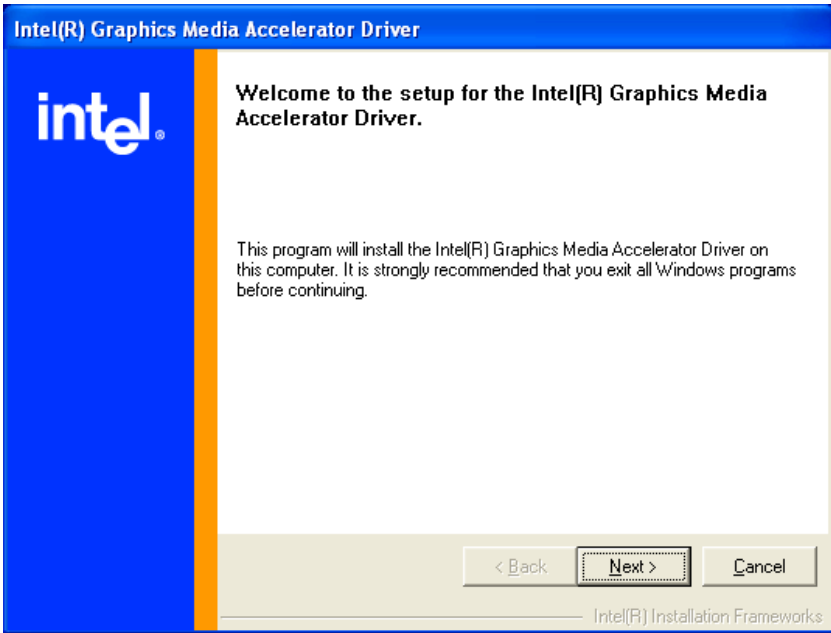 Intel(R) Graphics Media Accelerator Driver
intel®
Welcome to the setup for the Intel(R) Graphics Media
Accelerator Driver.
This program will install the Intel(R) Graphics Media Accelerator Driver on
this computer. It is strongly recommended that you exit all Windows programs
before continuing.
< Back
Next >
Cancel
Intel(R) Installation Frameworks